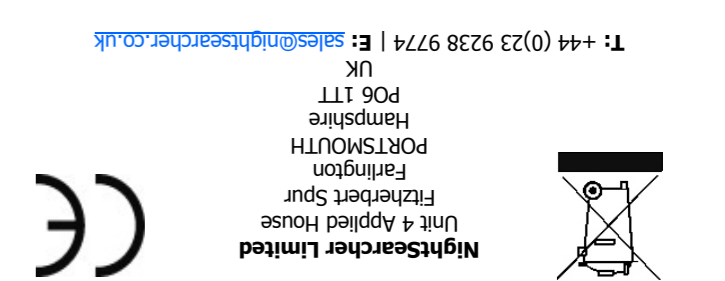 NightSearcher Limited
Unit 4 Applied House
Fitzherbert Spur
Farlington
PORTSMOUTH
Hampshire
PO6 1TT
UK
T: +44 (0)23 9238 9774 | E: sales@nightsearcher.co.uk
CE